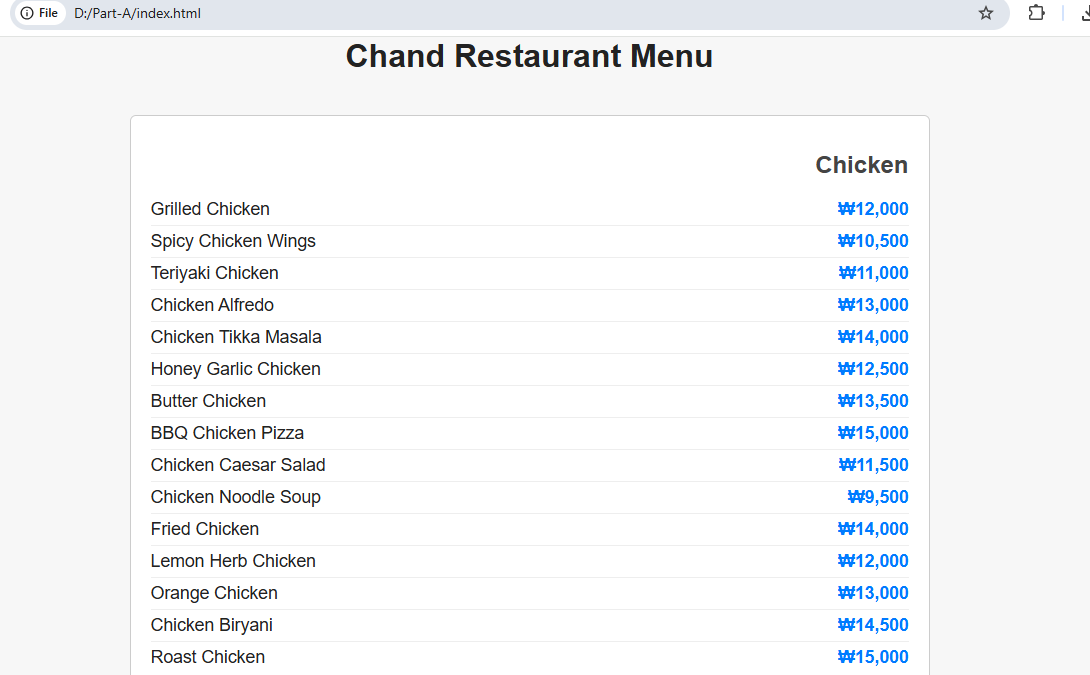 File D:/Part-A/index.html
Chand Restaurant Menu
Chicken
Grilled Chicken ₩12,000
Spicy Chicken Wings ₩10,500
Teriyaki Chicken ₩11,000
Chicken Alfredo ₩13,000
Chicken Tikka Masala ₩14,000
Honey Garlic Chicken ₩12,500
Butter Chicken ₩13,500
BBQ Chicken Pizza ₩15,000
Chicken Caesar Salad ₩11,500
Chicken Noodle Soup ₩9,500
Fried Chicken ₩14,000
Lemon Herb Chicken ₩12,000
Orange Chicken ₩13,000
Chicken Biryani ₩14,500
Roast Chicken ₩15,000